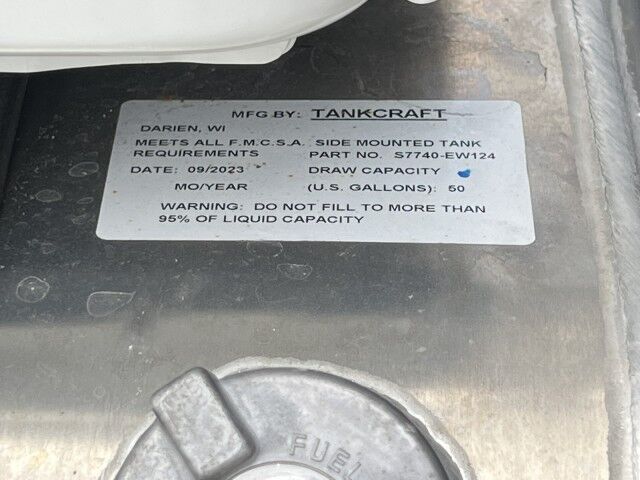 MFG BY: TANKCRAFT
DARIEN, WI
MEETS ALL F.M.C.S.A. SIDE MOUNTED TANK
REQUIREMENTS PART NO. S7740-EW124
DATE: 09/2023 DRAW CAPACITY
MO/YEAR (U.S. GALLONS): 50
WARNING: DO NOT FILL TO MORE THAN
95% OF LIQUID CAPACITY
FUEL